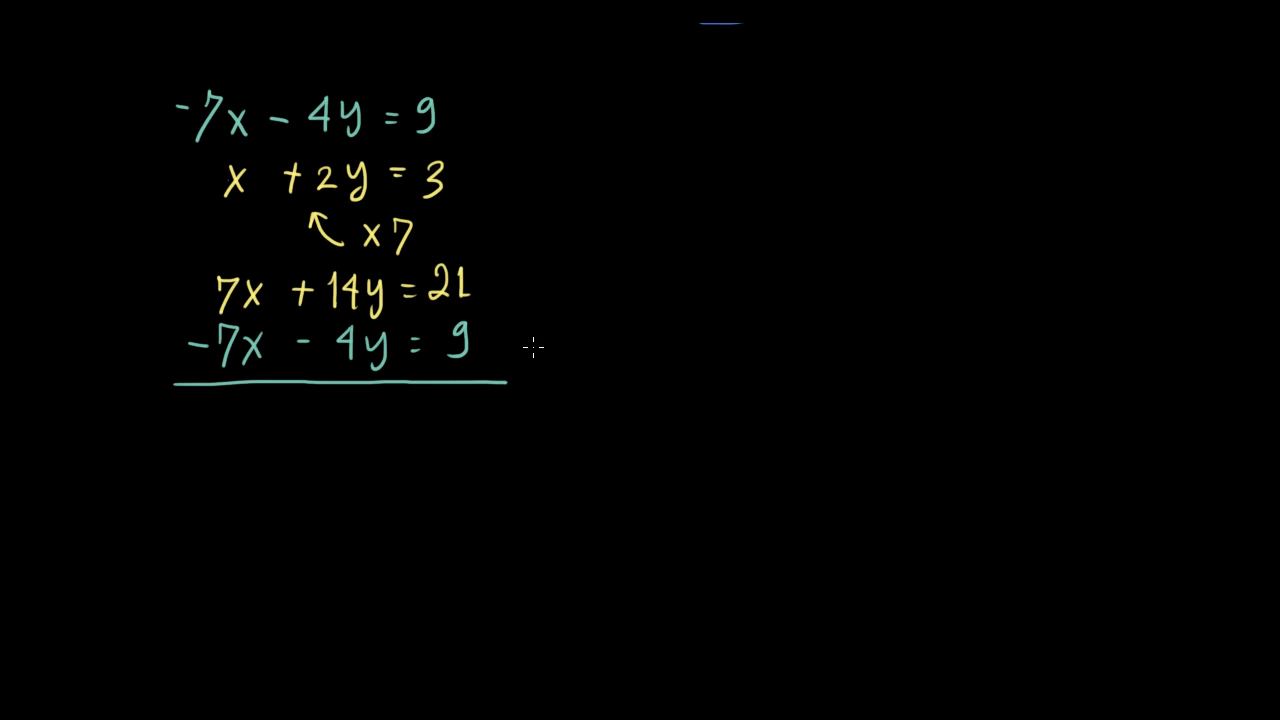 -7x - 4y = 9
x + 2y = 3
x 7
7x + 14y = 21
-7x - 4y = 9